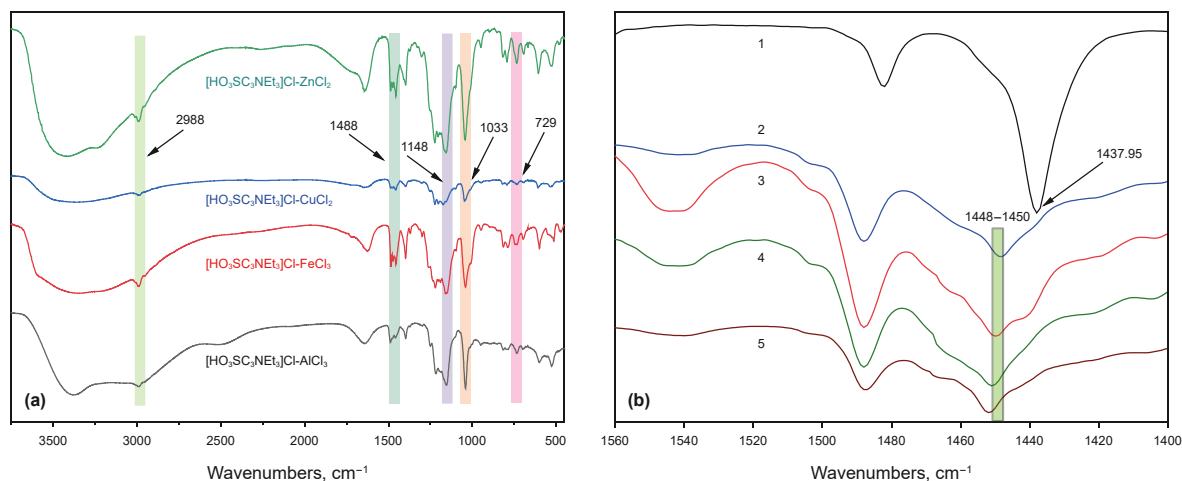 [HO₃SC₃NEt₃]Cl-ZnCl₂
2988
1488
1148
1033
729
[HO₃SC₃NEt₃]Cl-CuCl₂
[HO₃SC₃NEt₃]Cl-FeCl₃
[HO₃SC₃NEt₃]Cl-AlCl₃
(a)
3500 3000 2500 2000 1500 1000 500
Wavenumbers, cm⁻¹
1
2
3
1437.95
1448–1450
4
5
(b)
1560 1540 1520 1500 1480 1460 1440 1420 1400
Wavenumbers, cm⁻¹